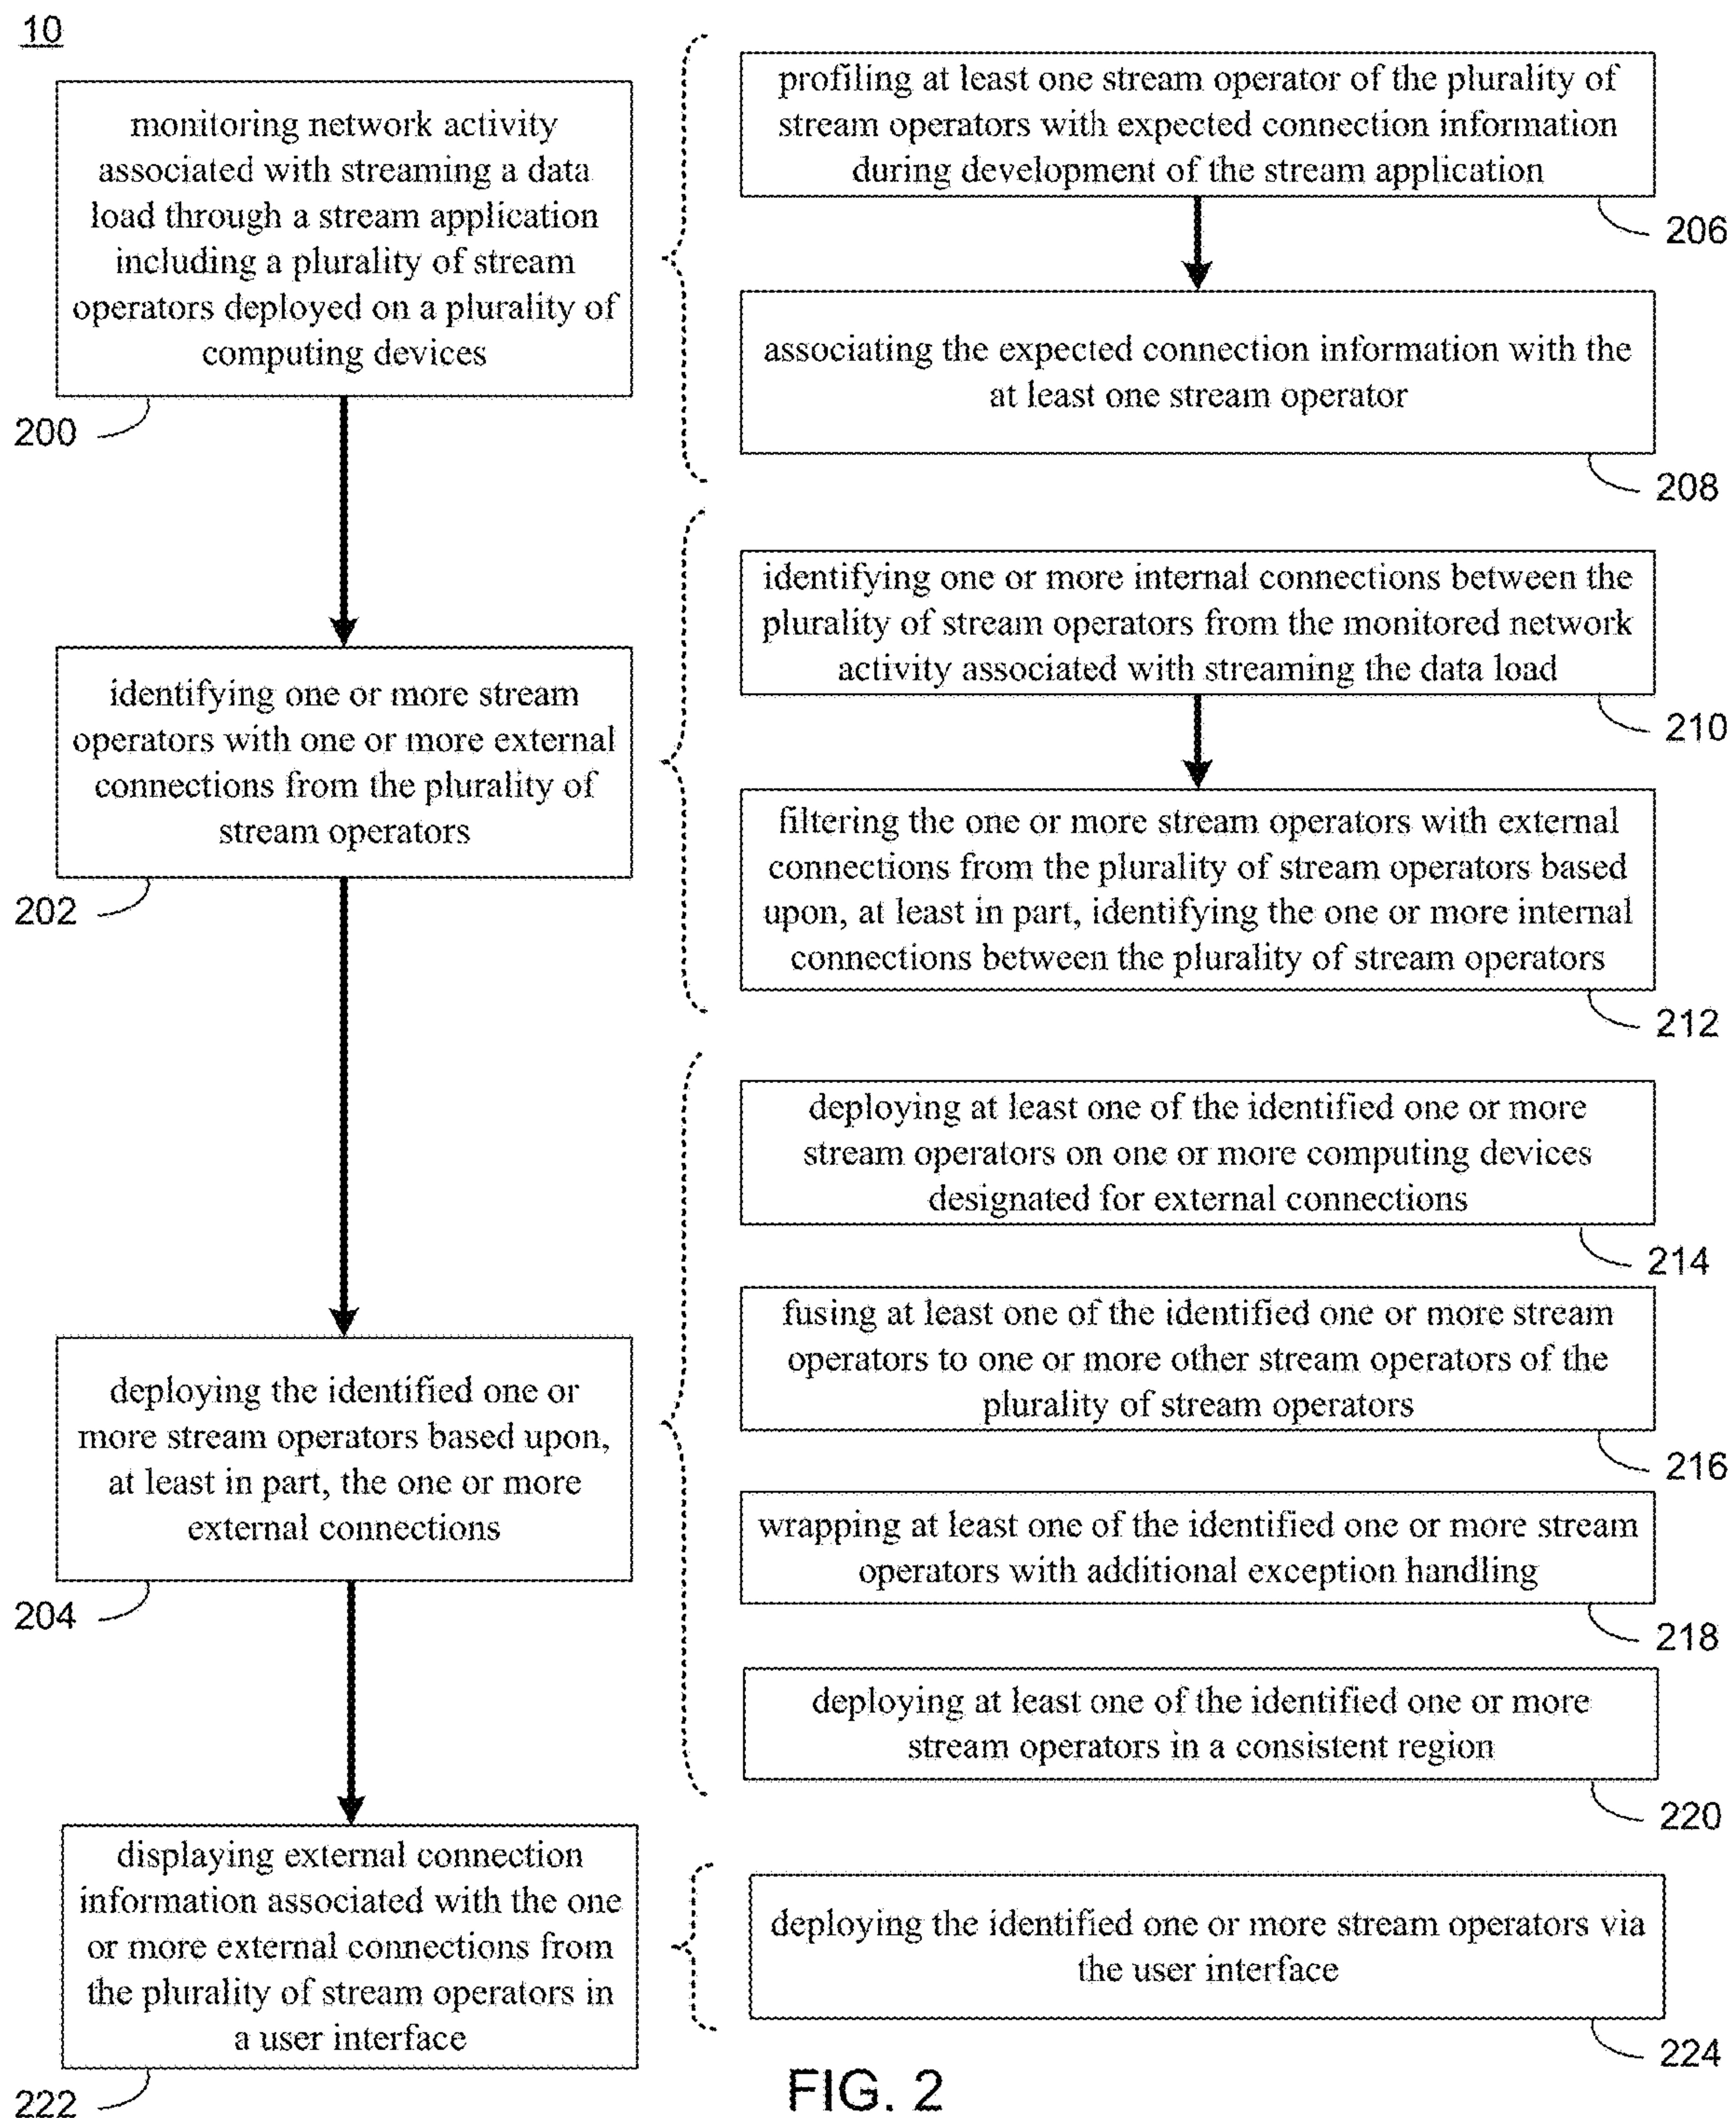 10
monitoring network activity
associated with streaming a data
load through a stream application
including a plurality of stream
operators deployed on a plurality of
computing devices
200
profiling at least one stream operator of the plurality of
stream operators with expected connection information
during development of the stream application
206
associating the expected connection information with the
at least one stream operator
208
identifying one or more stream
operators with one or more external
connections from the plurality of
stream operators
202
identifying one or more internal connections between the
plurality of stream operators from the monitored network
activity associated with streaming the data load
210
filtering the one or more stream operators with external
connections from the plurality of stream operators based
upon, at least in part, identifying the one or more internal
connections between the plurality of stream operators
212
deploying the identified one or
more stream operators based upon,
at least in part, the one or more
external connections
204
deploying at least one of the identified one or more
stream operators on one or more computing devices
designated for external connections
214
fusing at least one of the identified one or more stream
operators to one or more other stream operators of the
plurality of stream operators
216
wrapping at least one of the identified one or more stream
operators with additional exception handling
218
deploying at least one of the identified one or more
stream operators in a consistent region
220
displaying external connection
information associated with the one
or more external connections from
the plurality of stream operators in
a user interface
222
deploying the identified one or more stream operators via
the user interface
224
FIG. 2